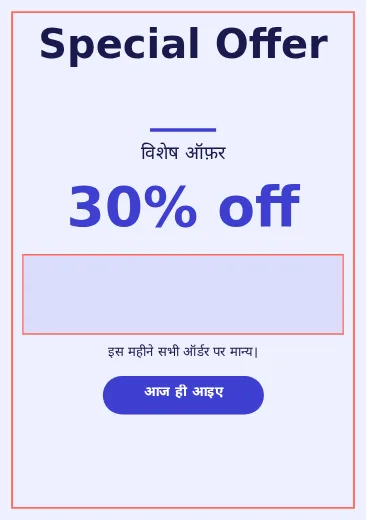 Special Offer
विशेष ऑफ़र
30% off
इस महीने सभी ऑर्डर पर मान्य।
आज ही आइए